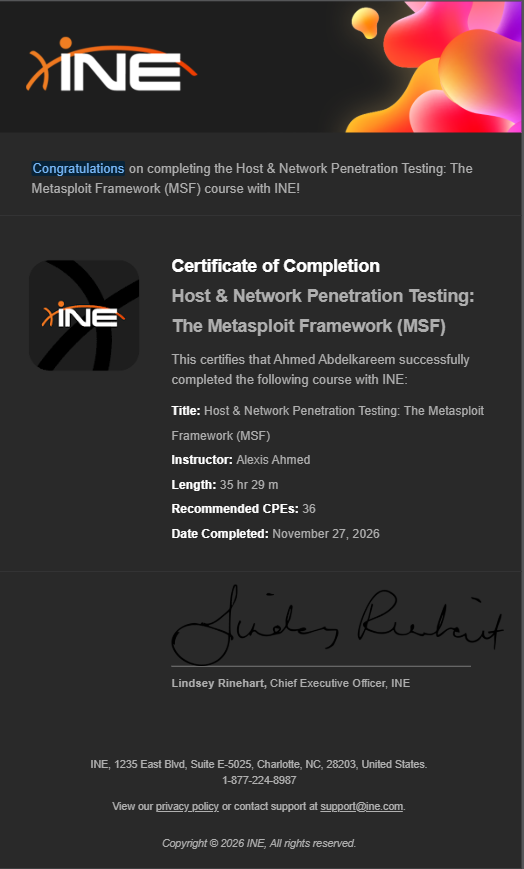 INE
Congratulations on completing the Host & Network Penetration Testing: The
Metasploit Framework (MSF) course with INE!
INE
Certificate of Completion
Host & Network Penetration Testing:
The Metasploit Framework (MSF)
This certifies that Ahmed Abdelkareem successfully
completed the following course with INE:
Title: Host & Network Penetration Testing: The Metasploit
Framework (MSF)
Instructor: Alexis Ahmed
Length: 35 hr 29 m
Recommended CPEs: 36
Date Completed: November 27, 2026
Lindsey Rinehart
Lindsey Rinehart, Chief Executive Officer, INE
INE, 1235 East Blvd, Suite E-5025, Charlotte, NC, 28203, United States.
1-877-224-8987
View our privacy policy or contact support at support@ine.com.
Copyright © 2026 INE, All rights reserved.